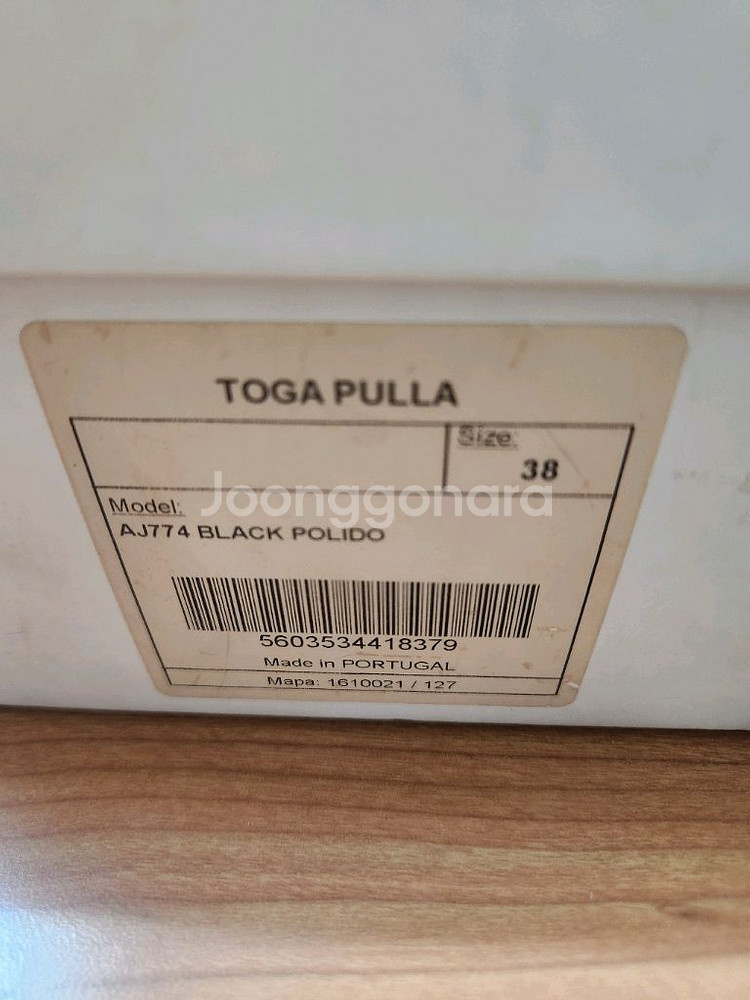 TOGA PULLA
Size:
38
Joonggonara
Model:
AJ774 BLACK POLIDO
5603534418379
Made in PORTUGAL
Mapa: 1610021 / 127